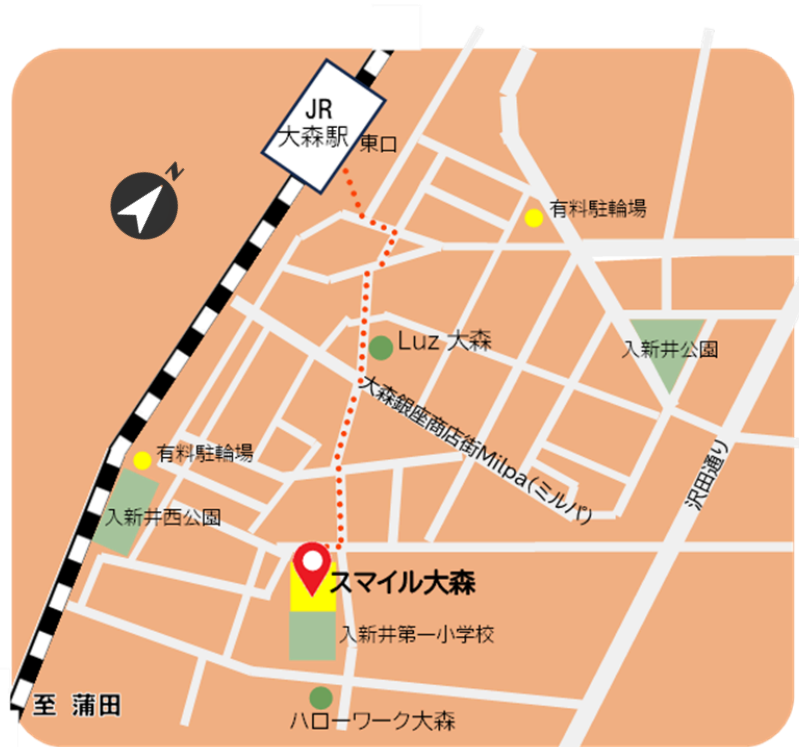 JR
大森駅
東口
N
有料駐輪場
Luz 大森
入新井公園
大森銀座商店街Milpa(ミルパ)
沢田通り
有料駐輪場
入新井西公園
スマイル大森
入新井第一小学校
至 蒲田
ハローワーク大森